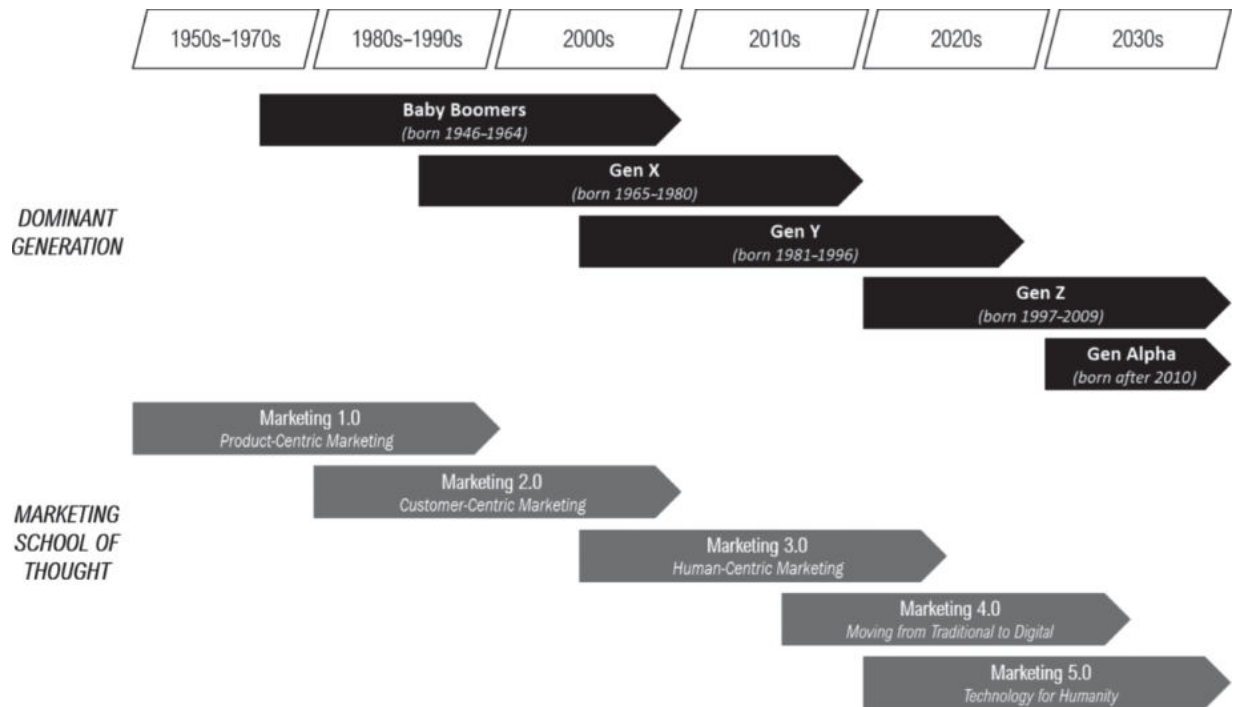 1950s–1970s
1980s–1990s
2000s
2010s
2020s
2030s
DOMINANT
GENERATION
Baby Boomers
(born 1946–1964)
Gen X
(born 1965–1980)
Gen Y
(born 1981–1996)
Gen Z
(born 1997–2009)
Gen Alpha
(born after 2010)
MARKETING
SCHOOL OF
THOUGHT
Marketing 1.0
Product-Centric Marketing
Marketing 2.0
Customer-Centric Marketing
Marketing 3.0
Human-Centric Marketing
Marketing 4.0
Moving from Traditional to Digital
Marketing 5.0
Technology for Humanity